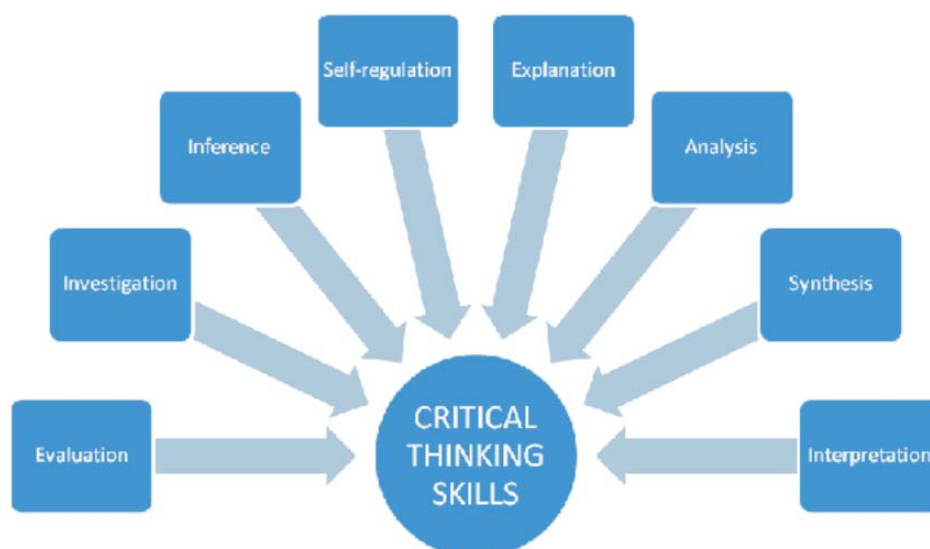 Self-regulation
Explanation
Inference
Analysis
Investigation
Synthesis
Evaluation
CRITICAL
THINKING
SKILLS
Interpretation